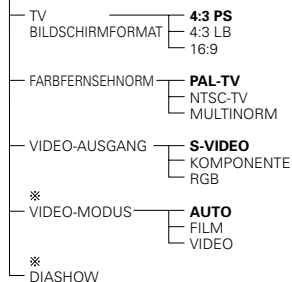 TV 4:3 PS
BILDSCHIRMFORMAT 4:3 LB
16:9
FARBFERNSEHNORM PAL-TV
NTSC-TV
MULTINORM
VIDEO-AUSGANG S-VIDEO
KOMPONENTE
RGB
※
VIDEO-MODUS AUTO
FILM
VIDEO
※
DIASHOW